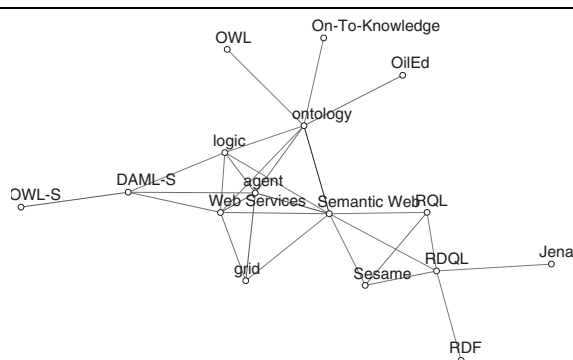 On-To-Knowledge
OWL
OilEd
ontology
logic
DAML-S
agent
OWL-S
Web Services
Semantic Web
RQL
grid
Sesame
RDQL
Jena
RDF